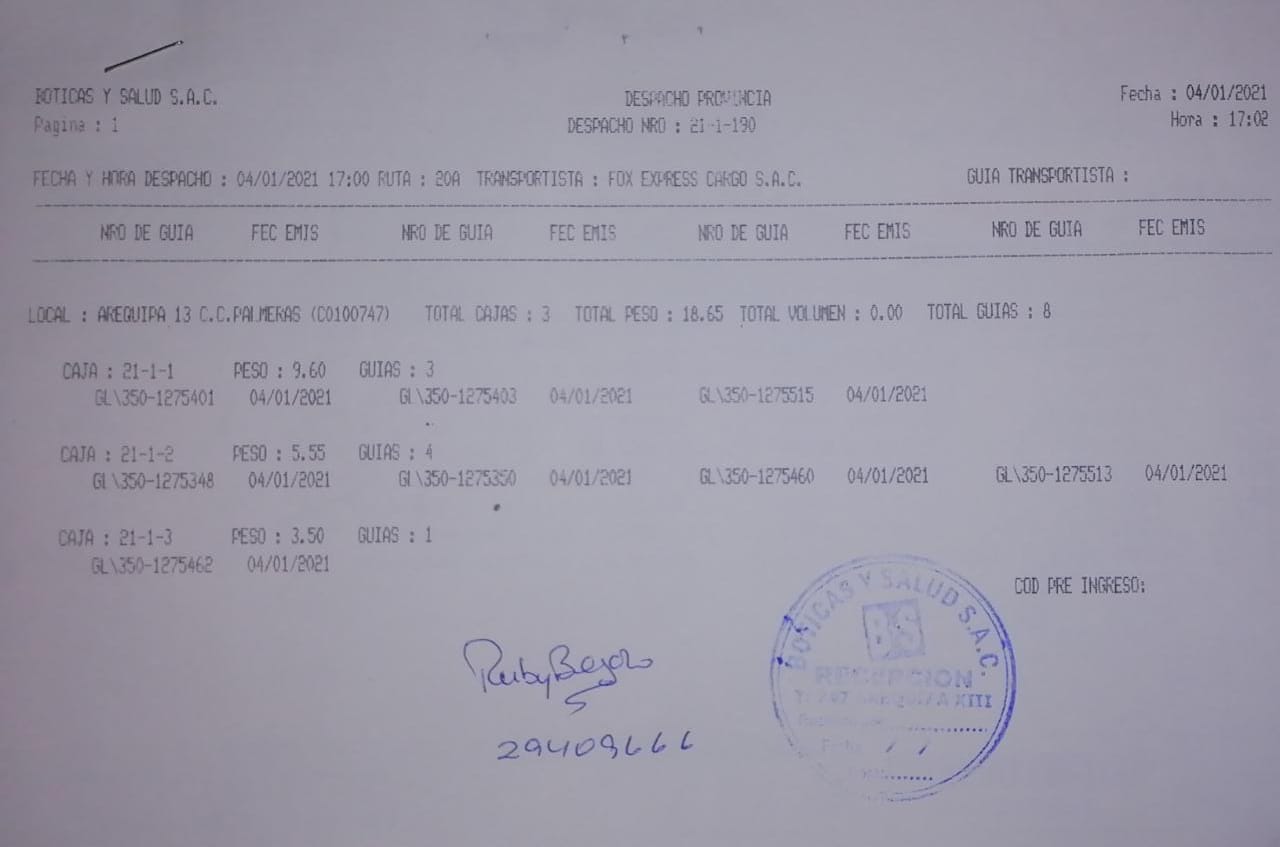 BOTICAS Y SALUD S.A.C. DESPACHO PROVINCIA Fecha : 04/01/2021
Pagina : 1 DESPACHO NRO : 21-1-190 Hora : 17:02
FECHA Y HORA DESPACHO : 04/01/2021 17:00 RUTA : 20A TRANSPORTISTA : FOX EXPRESS CARGO S.A.C. GUIA TRANSPORTISTA :
NRO DE GUIA FEC EMIS NRO DE GUIA FEC EMIS NRO DE GUIA FEC EMIS NRO DE GUIA FEC EMIS
LOCAL : AREQUIPA 13 C.C.PALMERAS (C0100747) TOTAL CAJAS : 3 TOTAL PESO : 18.65 TOTAL VOLUMEN : 0.00 TOTAL GUIAS : 8
CAJA : 21-1-1 PESO : 9.60 GUIAS : 3
GL\350-1275401 04/01/2021 GL\350-1275403 04/01/2021 GL\350-1275515 04/01/2021
CAJA : 21-1-2 PESO : 5.55 GUIAS : 4
GL\350-1275348 04/01/2021 GL\350-1275350 04/01/2021 GL\350-1275460 04/01/2021 GL\350-1275513 04/01/2021
CAJA : 21-1-3 PESO : 3.50 GUIAS : 1
GL\350-1275462 04/01/2021
COD PRE INGRESO:
BOTICAS Y SALUD S.A.C.
BS
RECEPCION
XIII
Ruby
29409666